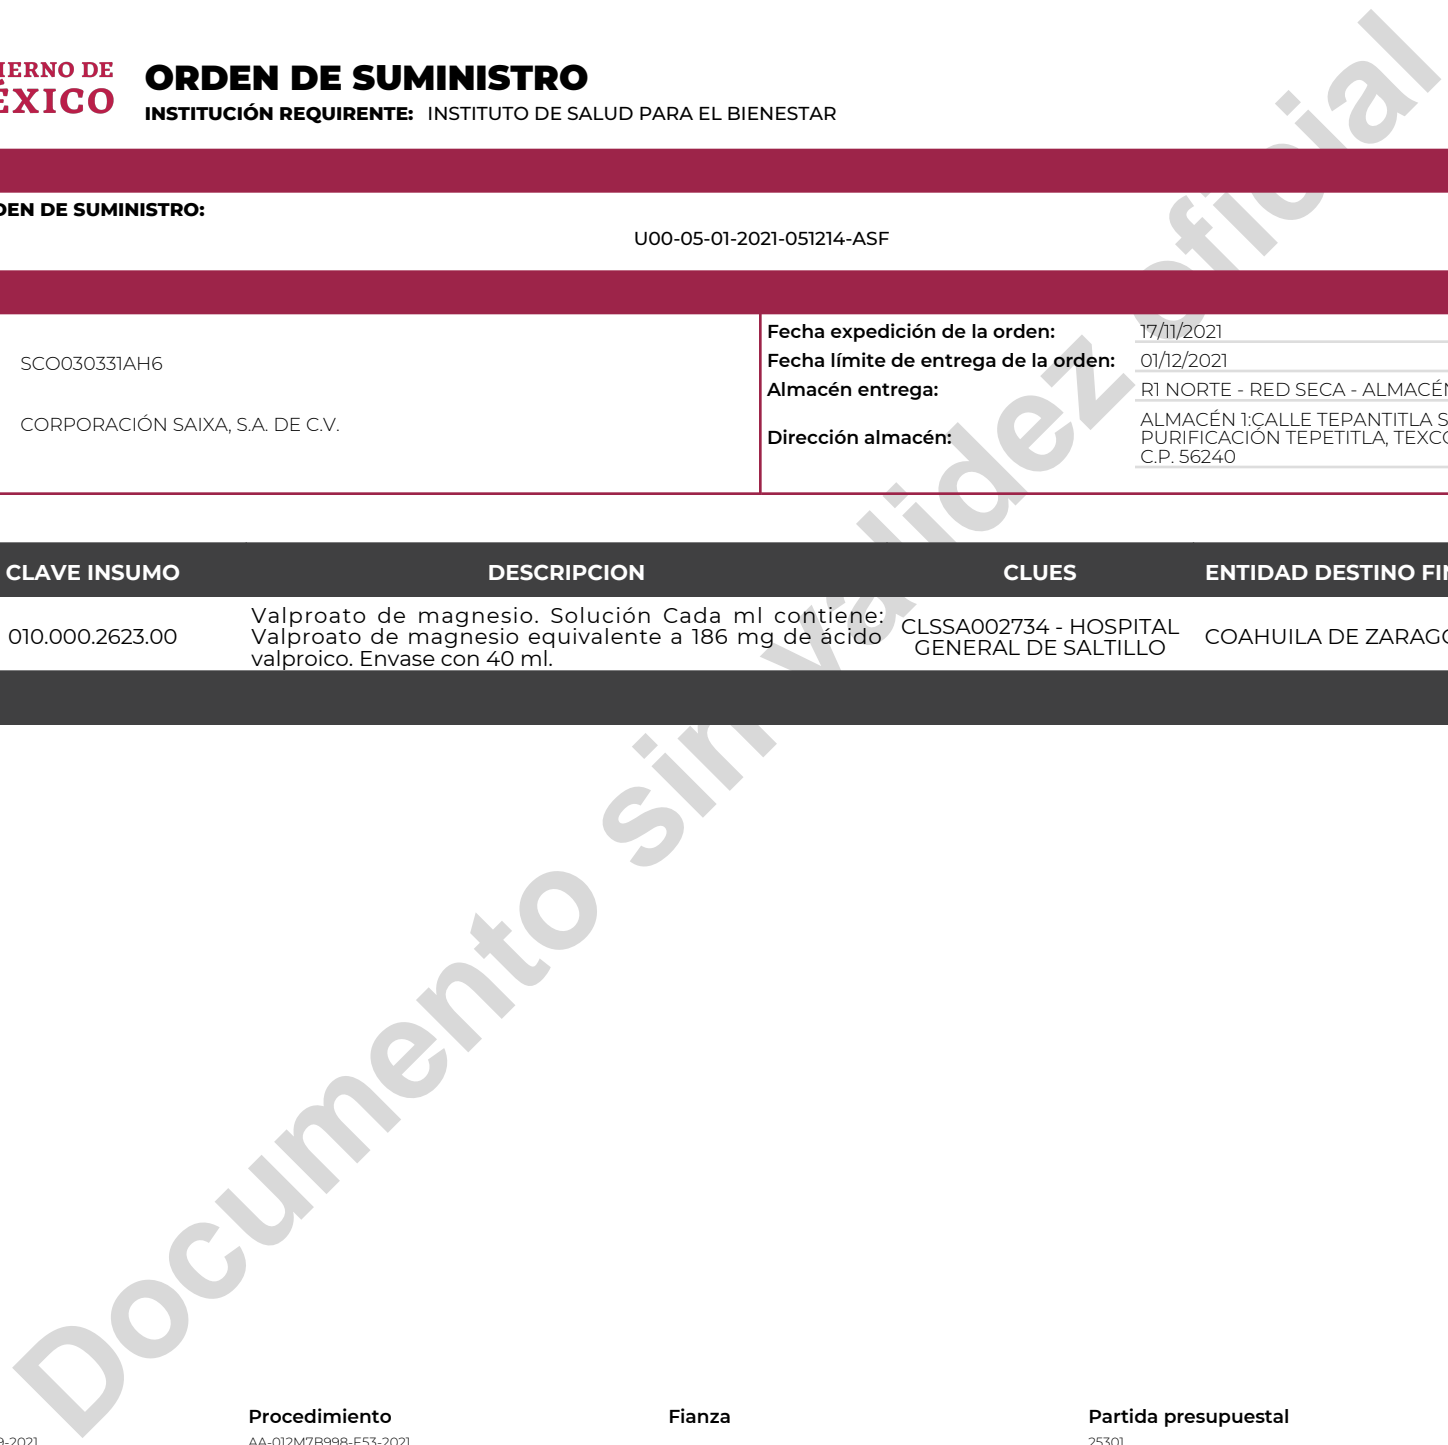 IERNO DE
ÉXICO
ORDEN DE SUMINISTRO
INSTITUCIÓN REQUIRENTE: INSTITUTO DE SALUD PARA EL BIENESTAR
DEN DE SUMINISTRO:
U00-05-01-2021-051214-ASF
SCO030331AH6
CORPORACIÓN SAIXA, S.A. DE C.V.
Fecha expedición de la orden: 17/11/2021
Fecha límite de entrega de la orden: 01/12/2021
Almacén entrega: R1 NORTE - RED SECA - ALMACÉN
Dirección almacén:
ALMACÉN 1:CALLE TEPANTITLA S
PURIFICACIÓN TEPETITLA, TEXCO
C.P. 56240
CLAVE INSUMO DESCRIPCION CLUES ENTIDAD DESTINO FIN
010.000.2623.00
Valproato de magnesio. Solución Cada ml contiene:
Valproato de magnesio equivalente a 186 mg de ácido
valproico. Envase con 40 ml.
CLSSA002734 - HOSPITAL
GENERAL DE SALTILLO
COAHUILA DE ZARAGO
Documento sin validez oficial
Procedimiento Fianza Partida presupuestal
9-2021 AA-012M7B998-E53-2021 25301